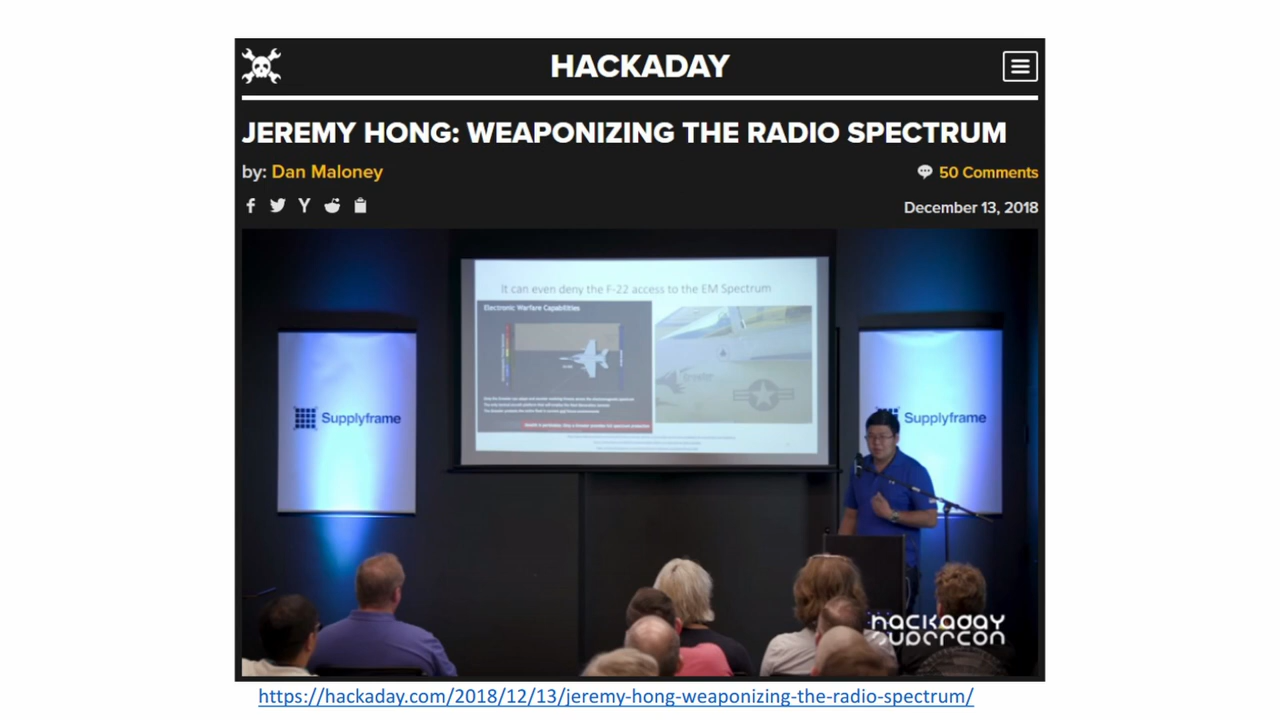 HACKADAY
JEREMY HONG: WEAPONIZING THE RADIO SPECTRUM
by: Dan Maloney
50 Comments
December 13, 2018
It can even deny the F-22 access to the EM Spectrum
Electronic Warfare Capabilities
Supplyframe
Supplyframe
hackaday
supercon
https://hackaday.com/2018/12/13/jeremy-hong-weaponizing-the-radio-spectrum/